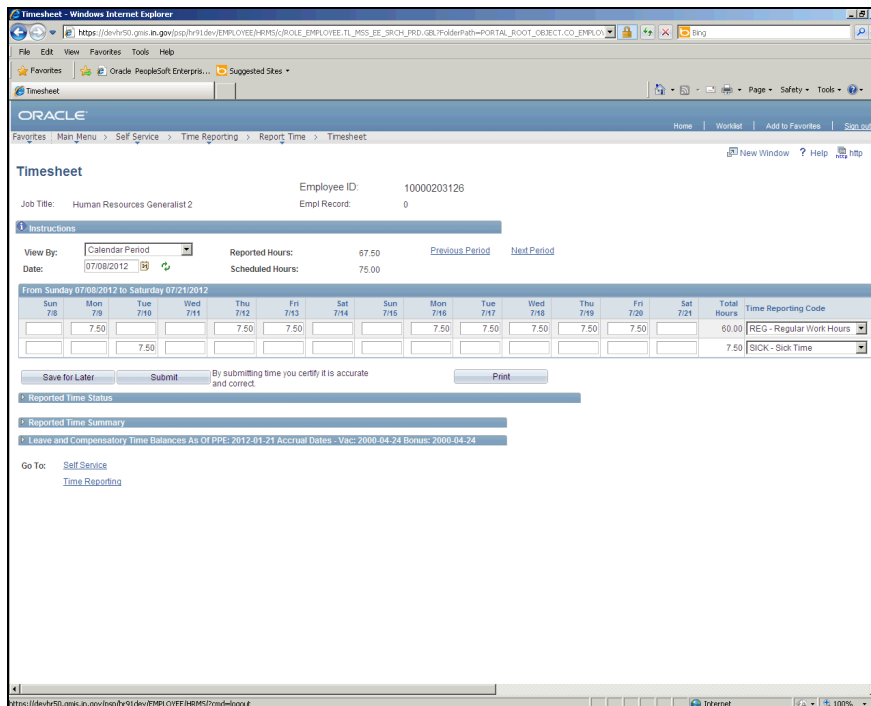 Timesheet - Windows Internet Explorer
https://devhr50.gmis.in.gov/psp/hr91dev/EMPLOYEE/HRMS/c/ROLE_EMPLOYEE.TL_MSS_EE_SRCH_PRD.GBL?FolderPath=PORTAL_ROOT_OBJECT.CO_EMPLO
Bing
File Edit View Favorites Tools Help
Favorites Oracle PeopleSoft Enterpris... Suggested Sites
Timesheet Page Safety Tools
ORACLE
Home Worklist Add to Favorites Sign out
Favorites Main Menu > Self Service > Time Reporting > Report Time > Timesheet
New Window ? Help http
Timesheet
Employee ID: 10000203126
Job Title: Human Resources Generalist 2 Empl Record: 0
Instructions
View By: Calendar Period Reported Hours: 67.50 Previous Period Next Period
Date: 07/08/2012 Scheduled Hours: 75.00
From Sunday 07/08/2012 to Saturday 07/21/2012
Sun Mon Tue Wed Thu Fri Sat Sun Mon Tue Wed Thu Fri Sat Total Time Reporting Code
7/8 7/9 7/10 7/11 7/12 7/13 7/14 7/15 7/16 7/17 7/18 7/19 7/20 7/21 Hours
7.50 7.50 7.50 7.50 7.50 7.50 7.50 7.50 60.00 REG - Regular Work Hours
7.50 7.50 SICK - Sick Time
Save for Later Submit By submitting time you certify it is accurate
and correct. Print
Reported Time Status
Reported Time Summary
Leave and Compensatory Time Balances As Of PPE: 2012-01-21 Accrual Dates - Vac: 2000-04-24 Bonus: 2000-04-24
Go To: Self Service
Time Reporting
https://devhr50.gmis.in.gov/psp/hr91dev/EMPLOYEE/HRMS/?cmd=logout Internet 100%